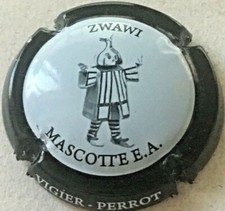 ZWAWI
MASCOTTE E.A.
VIGIER - PERROT